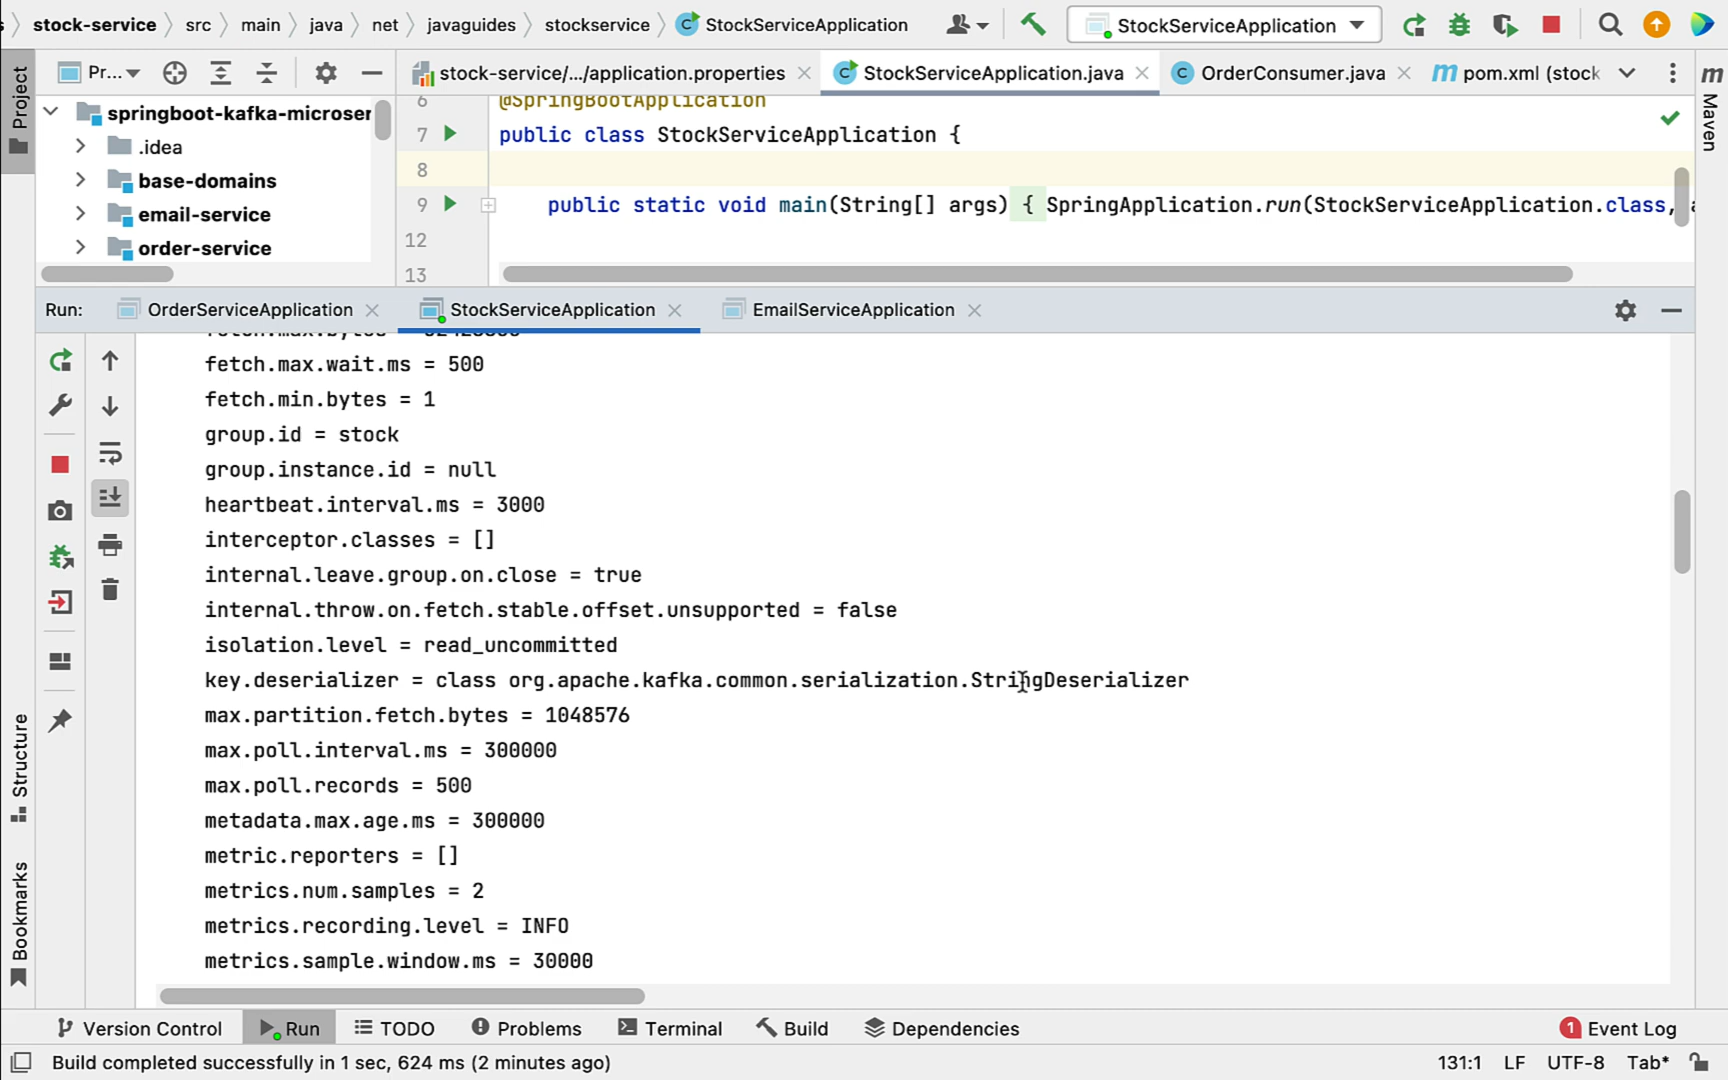 stock-service src main java net javaguides stockservice StockServiceApplication StockServiceApplication
Project
Pr...
stock-service/.../application.properties StockServiceApplication.java OrderConsumer.java pom.xml (stock
Maven
springboot-kafka-microser
.idea
base-domains
email-service
order-service
6 @SpringBootApplication
7 public class StockServiceApplication {
8
9 public static void main(String[] args) { SpringApplication.run(StockServiceApplication.class,
12
13
Run: OrderServiceApplication StockServiceApplication EmailServiceApplication
fetch.max.wait.ms = 500
fetch.min.bytes = 1
group.id = stock
group.instance.id = null
heartbeat.interval.ms = 3000
interceptor.classes = []
internal.leave.group.on.close = true
internal.throw.on.fetch.stable.offset.unsupported = false
isolation.level = read_uncommitted
key.deserializer = class org.apache.kafka.common.serialization.StringDeserializer
max.partition.fetch.bytes = 1048576
max.poll.interval.ms = 300000
max.poll.records = 500
metadata.max.age.ms = 300000
metric.reporters = []
metrics.num.samples = 2
metrics.recording.level = INFO
metrics.sample.window.ms = 30000
Structure
Bookmarks
Version Control Run TODO Problems Terminal Build Dependencies 1 Event Log
Build completed successfully in 1 sec, 624 ms (2 minutes ago) 131:1 LF UTF-8 Tab*